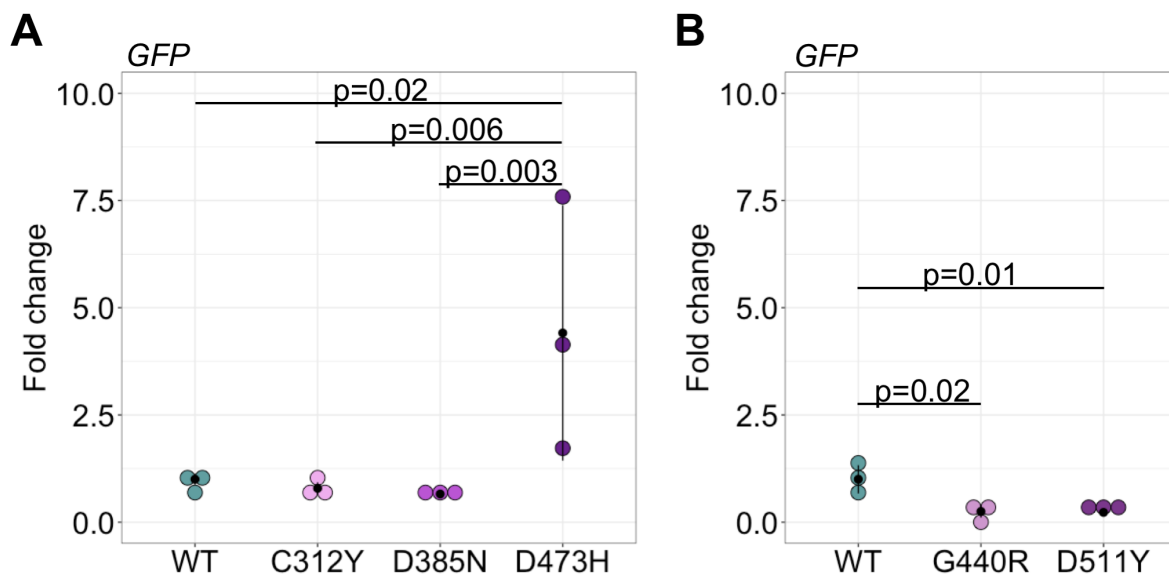 A
GFP
Fold change
10.0
7.5
5.0
2.5
0.0
p=0.02
p=0.006
p=0.003
WT C312Y D385N D473H
B
GFP
Fold change
10.0
7.5
5.0
2.5
0.0
p=0.01
p=0.02
WT G440R D511Y